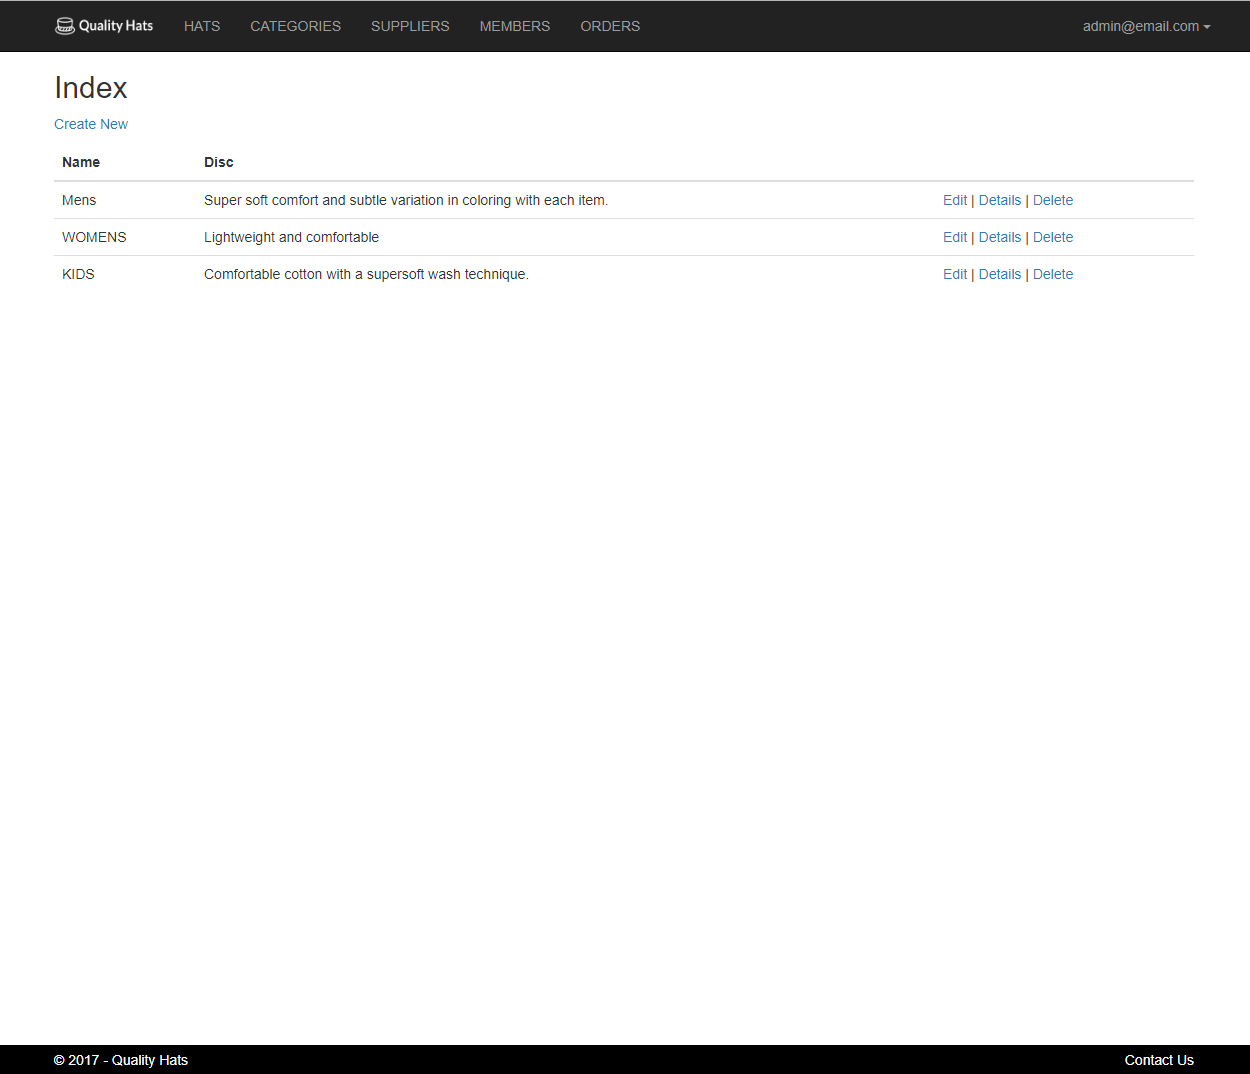 Quality Hats HATS CATEGORIES SUPPLIERS MEMBERS ORDERS admin@email.com
Index
Create New
Name Disc
Mens Super soft comfort and subtle variation in coloring with each item. Edit | Details | Delete
WOMENS Lightweight and comfortable Edit | Details | Delete
KIDS Comfortable cotton with a supersoft wash technique. Edit | Details | Delete
© 2017 - Quality Hats Contact Us